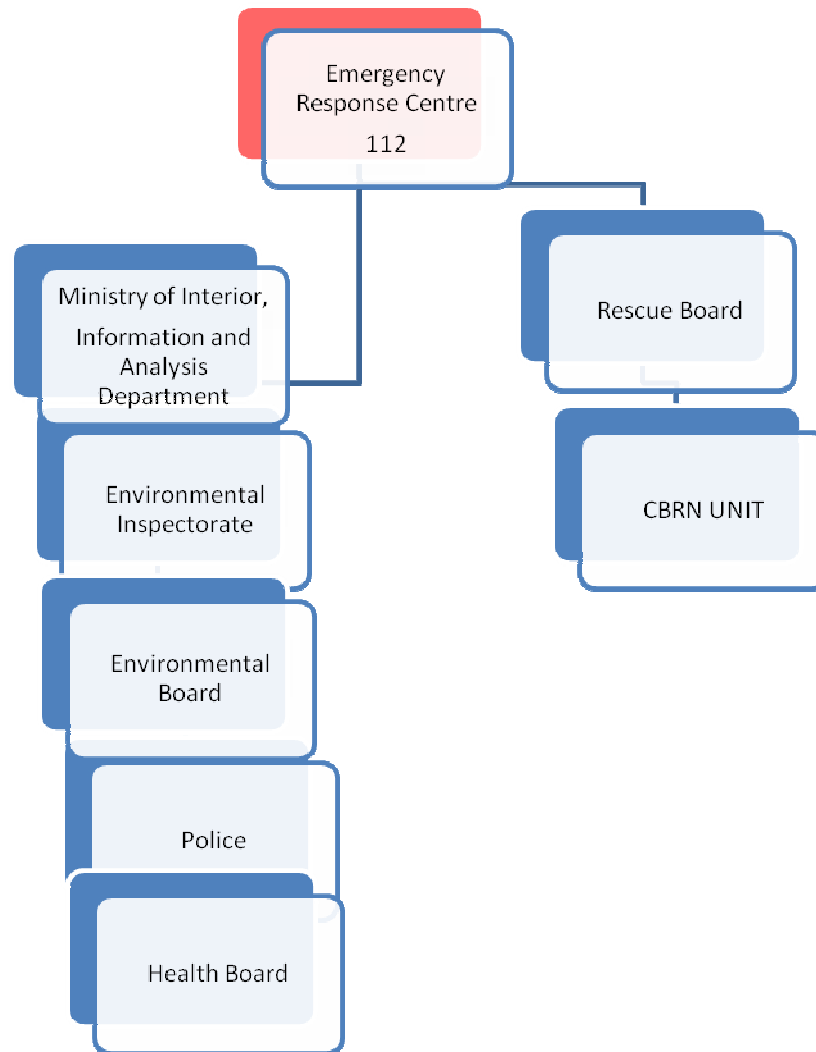 Emergency
Response Centre
112
Ministry of Interior,
Information and
Analysis
Department
Rescue Board
Environmental
Inspectorate
CBRN UNIT
Environmental
Board
Police
Health Board